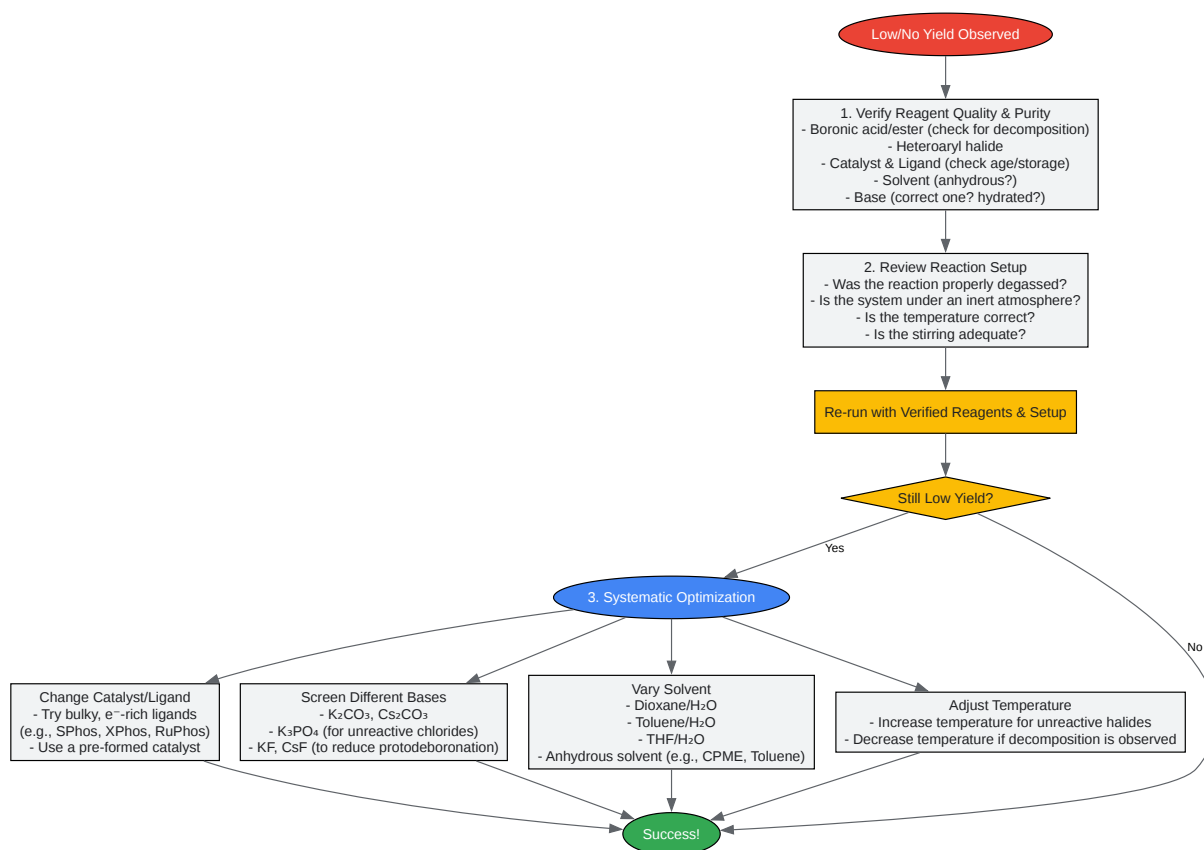 Low/No Yield Observed
1. Verify Reagent Quality & Purity
- Boronic acid/ester (check for decomposition)
- Heteroaryl halide
- Catalyst & Ligand (check age/storage)
- Solvent (anhydrous?)
- Base (correct one? hydrated?)
2. Review Reaction Setup
- Was the reaction properly degassed?
- Is the system under an inert atmosphere?
- Is the temperature correct?
- Is the stirring adequate?
Re-run with Verified Reagents & Setup
Still Low Yield?
Yes
No
3. Systematic Optimization
Change Catalyst/Ligand
- Try bulky, e⁻-rich ligands
(e.g., SPhos, XPhos, RuPhos)
- Use a pre-formed catalyst
Screen Different Bases
- K₂CO₃, Cs₂CO₃
- K₃PO₄ (for unreactive chlorides)
- KF, CsF (to reduce protodeboronation)
Vary Solvent
- Dioxane/H₂O
- Toluene/H₂O
- THF/H₂O
- Anhydrous solvent (e.g., CPME, Toluene)
Adjust Temperature
- Increase temperature for unreactive halides
- Decrease temperature if decomposition is observed
Success!